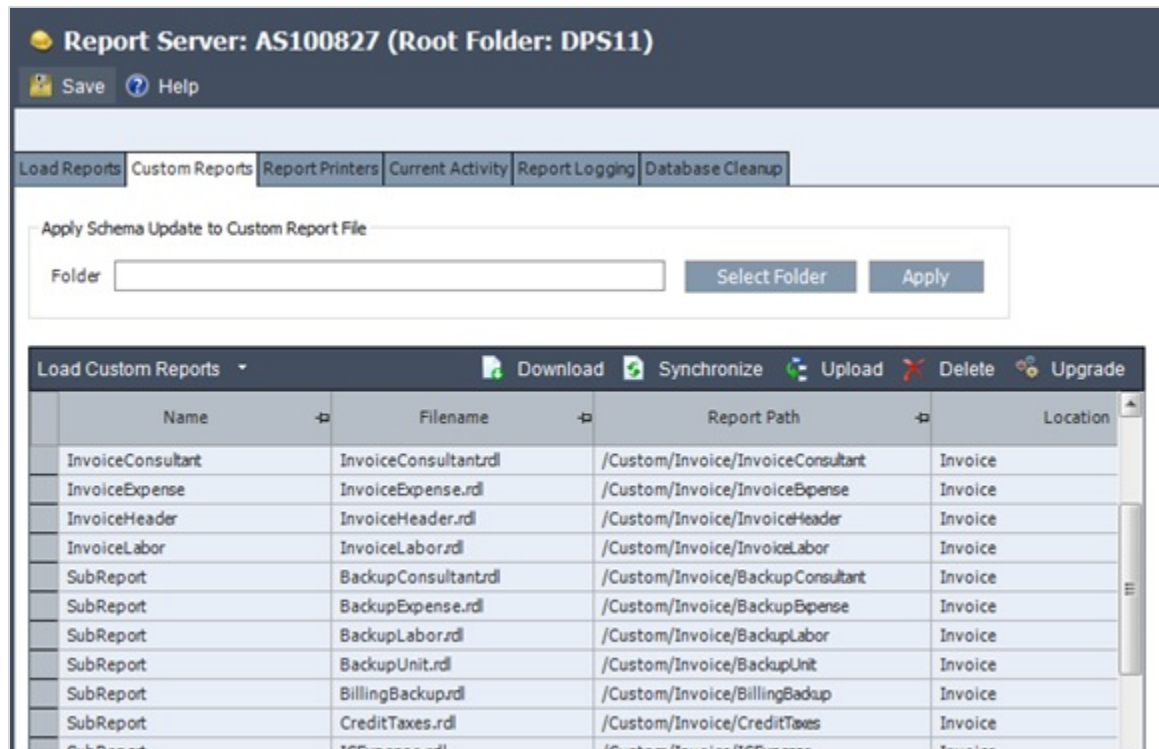 Report Server: AS100827 (Root Folder: DPS11)
Save Help
Load Reports Custom Reports Report Printers Current Activity Report Logging Database Cleanup
Apply Schema Update to Custom Report File
Folder Select Folder Apply
Load Custom Reports Download Synchronize Upload Delete Upgrade
Name Filename Report Path Location
InvoiceConsultant InvoiceConsultant.rdl /Custom/Invoice/InvoiceConsultant Invoice
InvoiceExpense InvoiceExpense.rdl /Custom/Invoice/InvoiceExpense Invoice
InvoiceHeader InvoiceHeader.rdl /Custom/Invoice/InvoiceHeader Invoice
InvoiceLabor InvoiceLabor.rdl /Custom/Invoice/InvoiceLabor Invoice
SubReport BackupConsultant.rdl /Custom/Invoice/BackupConsultant Invoice
SubReport BackupExpense.rdl /Custom/Invoice/BackupExpense Invoice
SubReport BackupLabor.rdl /Custom/Invoice/BackupLabor Invoice
SubReport BackupUnit.rdl /Custom/Invoice/BackupUnit Invoice
SubReport BillingBackup.rdl /Custom/Invoice/BillingBackup Invoice
SubReport CreditTaxes.rdl /Custom/Invoice/CreditTaxes Invoice